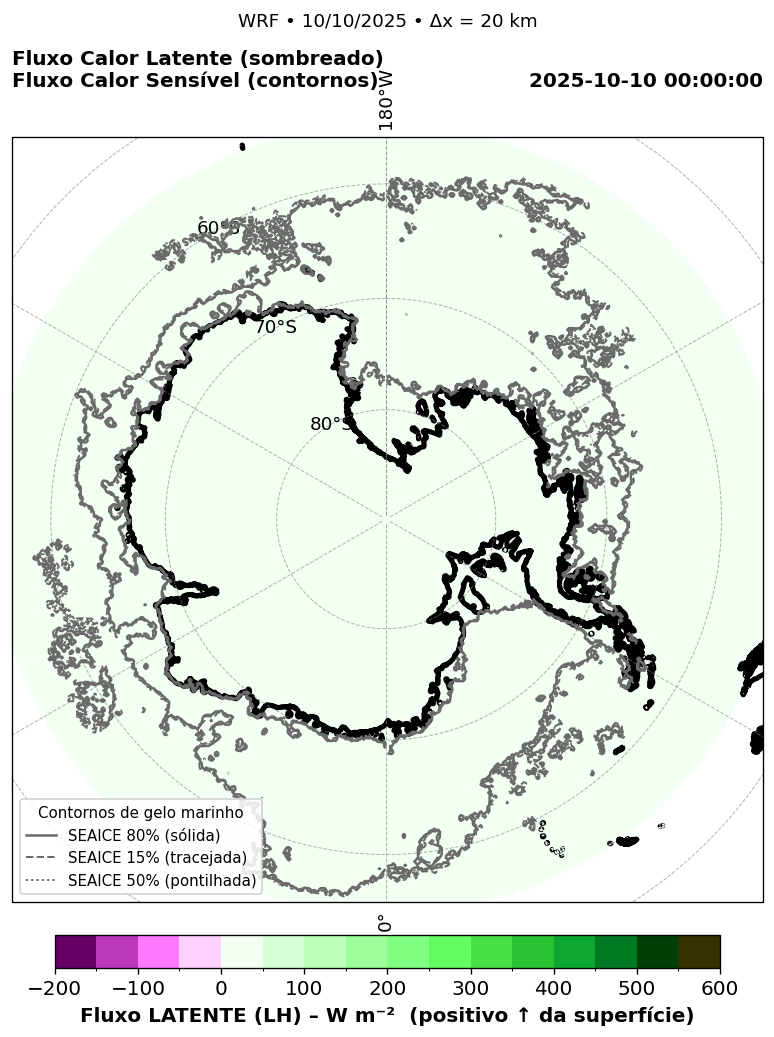 WRF • 10/10/2025 • Δx = 20 km
Fluxo Calor Latente (sombreado)
Fluxo Calor Sensível (contornos)
2025-10-10 00:00:00
180°W
60°S
70°S
80°S
Contornos de gelo marinho
SEAICE 80% (sólida)
SEAICE 15% (tracejada)
SEAICE 50% (pontilhada)
0°
−200 −100 0 100 200 300 400 500 600
Fluxo LATENTE (LH) – W m⁻² (positivo ↑ da superfície)